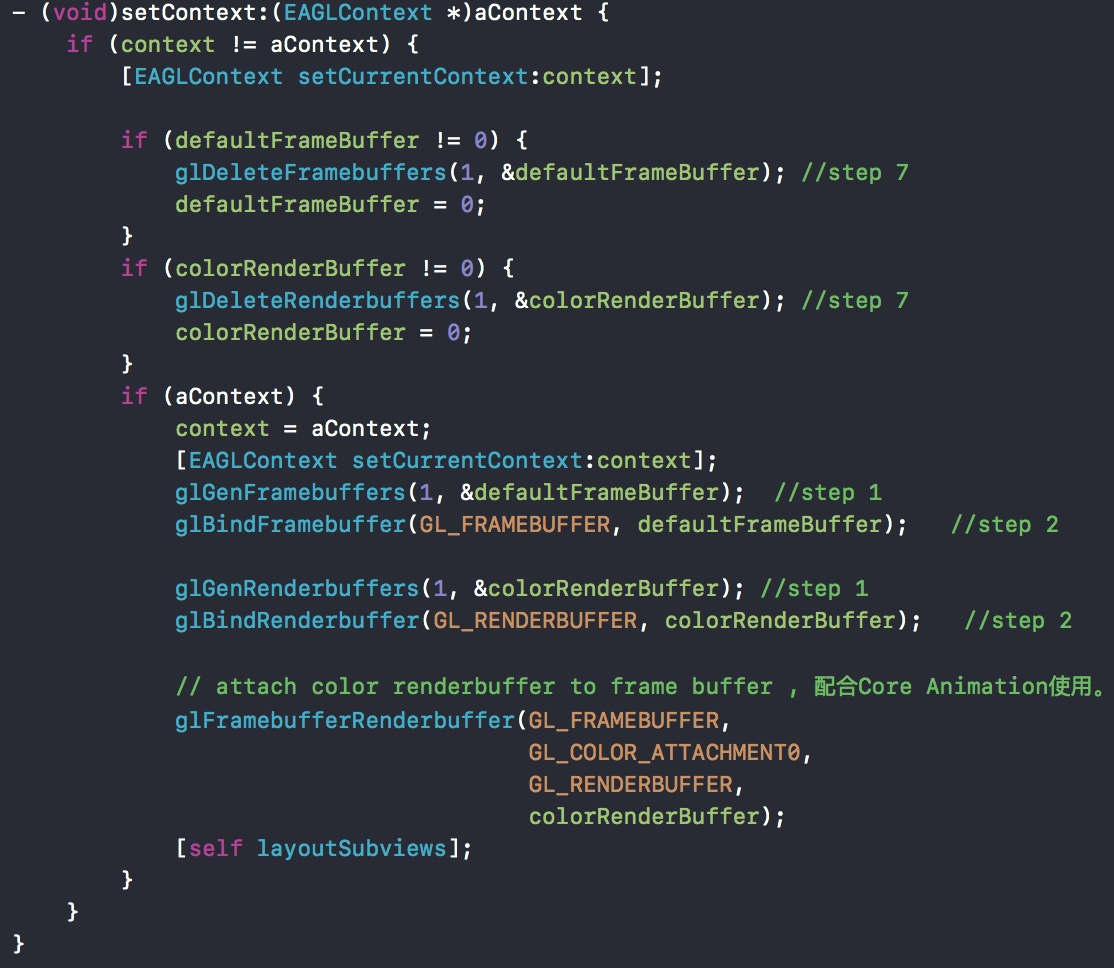 - (void)setContext:(EAGLContext *)aContext {
    if (context != aContext) {
        [EAGLContext setCurrentContext:context];

        if (defaultFrameBuffer != 0) {
            glDeleteFramebuffers(1, &defaultFrameBuffer); //step 7
            defaultFrameBuffer = 0;
        }
        if (colorRenderBuffer != 0) {
            glDeleteRenderbuffers(1, &colorRenderBuffer); //step 7
            colorRenderBuffer = 0;
        }
        if (aContext) {
            context = aContext;
            [EAGLContext setCurrentContext:context];
            glGenFramebuffers(1, &defaultFrameBuffer);  //step 1
            glBindFramebuffer(GL_FRAMEBUFFER, defaultFrameBuffer);   //step 2

            glGenRenderbuffers(1, &colorRenderBuffer); //step 1
            glBindRenderbuffer(GL_RENDERBUFFER, colorRenderBuffer);   //step 2

            // attach color renderbuffer to frame buffer , 配合Core Animation使用。
            glFramebufferRenderbuffer(GL_FRAMEBUFFER,
                                      GL_COLOR_ATTACHMENT0,
                                      GL_RENDERBUFFER,
                                      colorRenderBuffer);
            [self layoutSubviews];
        }
    }
}